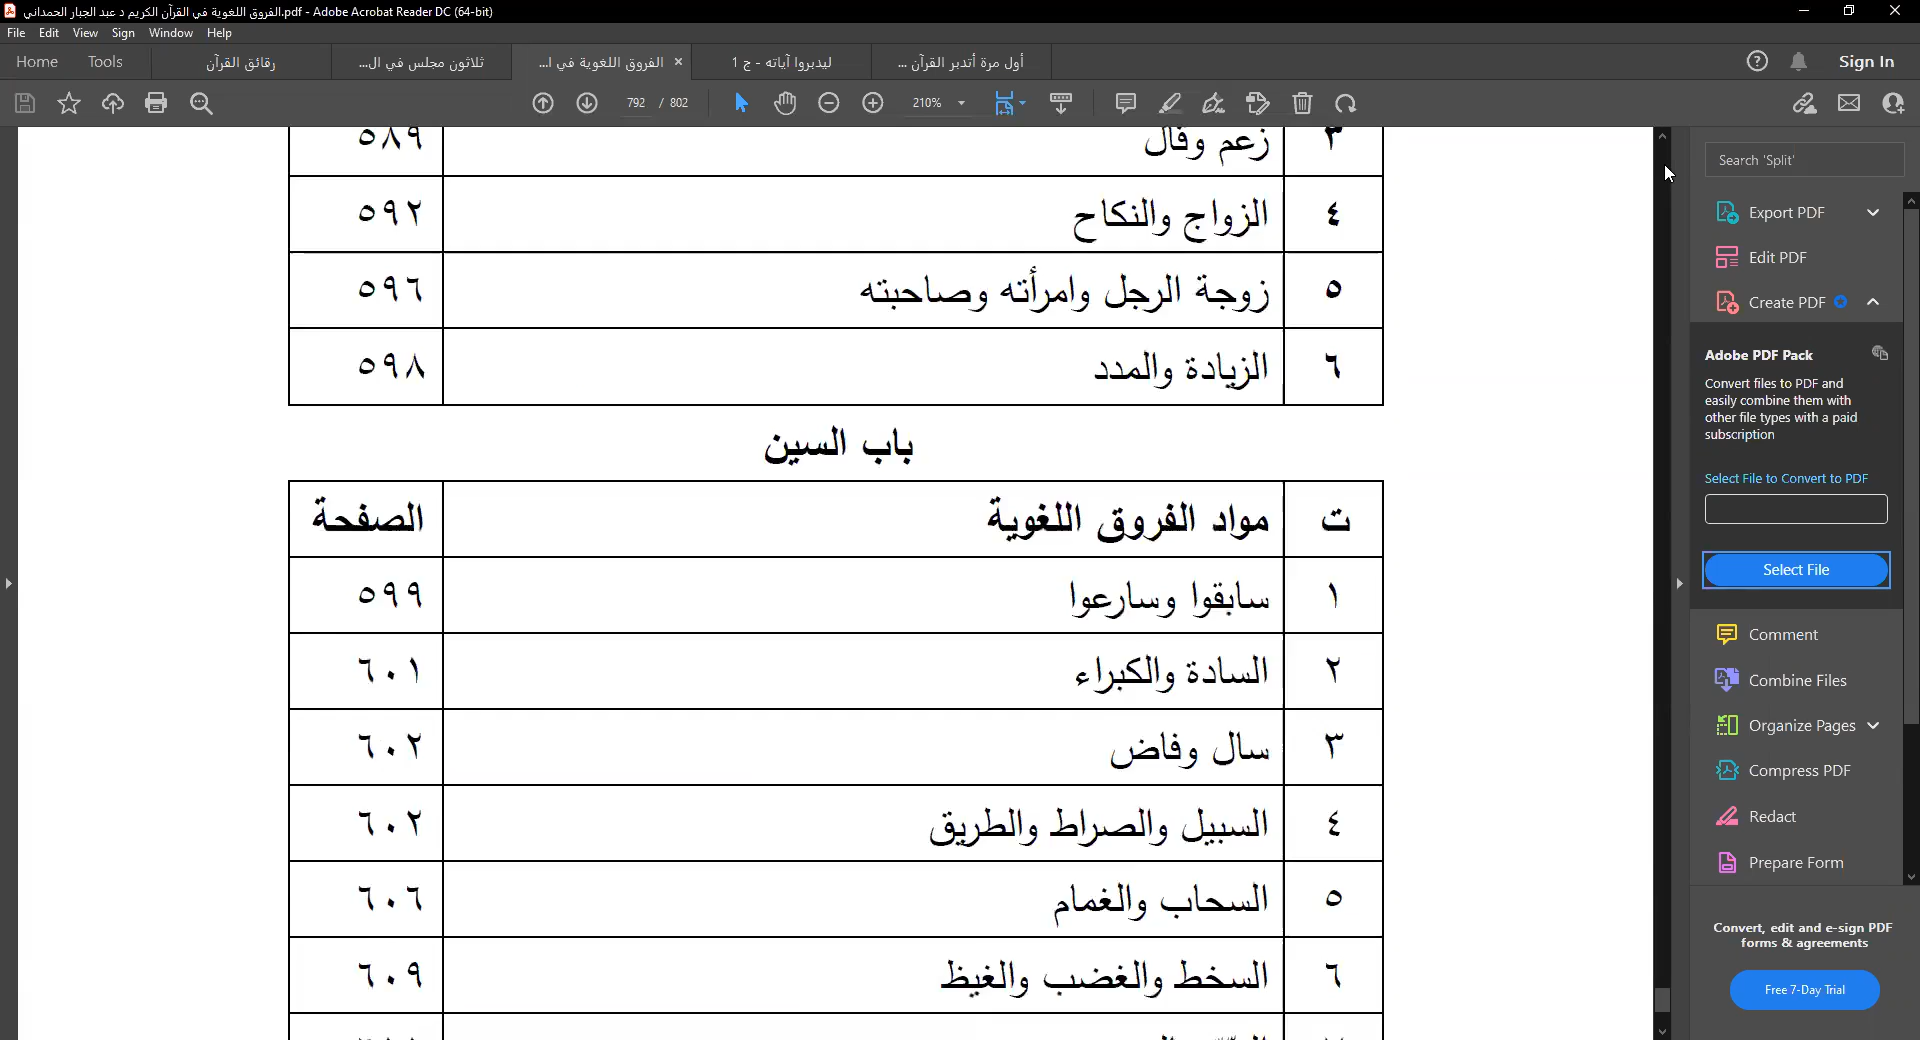 الفروق اللغوية في القرآن الكريم د عبد الجبار الحمداني.pdf - Adobe Acrobat Reader DC (64-bit)
File Edit View Sign Window Help
Home Tools رقائق القرآن ثلاثون مجلس في ال... الفروق اللغوية في ا... × ليدبروا آياته - ج 1 أول مرة أتدبر القرآن ... Sign In
792 / 802 210%
٣ زعم وقال ٥٨٩
٤ الزواج والنكاح ٥٩٢
٥ زوجة الرجل وامرأته وصاحبته ٥٩٦
٦ الزيادة والمدد ٥٩٨
باب السين
ت مواد الفروق اللغوية الصفحة
١ سابقوا وسارعوا ٥٩٩
٢ السادة والكبراء ٦٠١
٣ سال وفاض ٦٠٢
٤ السبيل والصراط والطريق ٦٠٢
٥ السحاب والغمام ٦٠٦
٦ السخط والغضب والغيظ ٦٠٩
Search 'Split'
Export PDF
Edit PDF
Create PDF
Adobe PDF Pack
Convert files to PDF and
easily combine them with
other file types with a paid
subscription
Select File to Convert to PDF
Select File
Comment
Combine Files
Organize Pages
Compress PDF
Redact
Prepare Form
Convert, edit and e-sign PDF
forms & agreements
Free 7-Day Trial